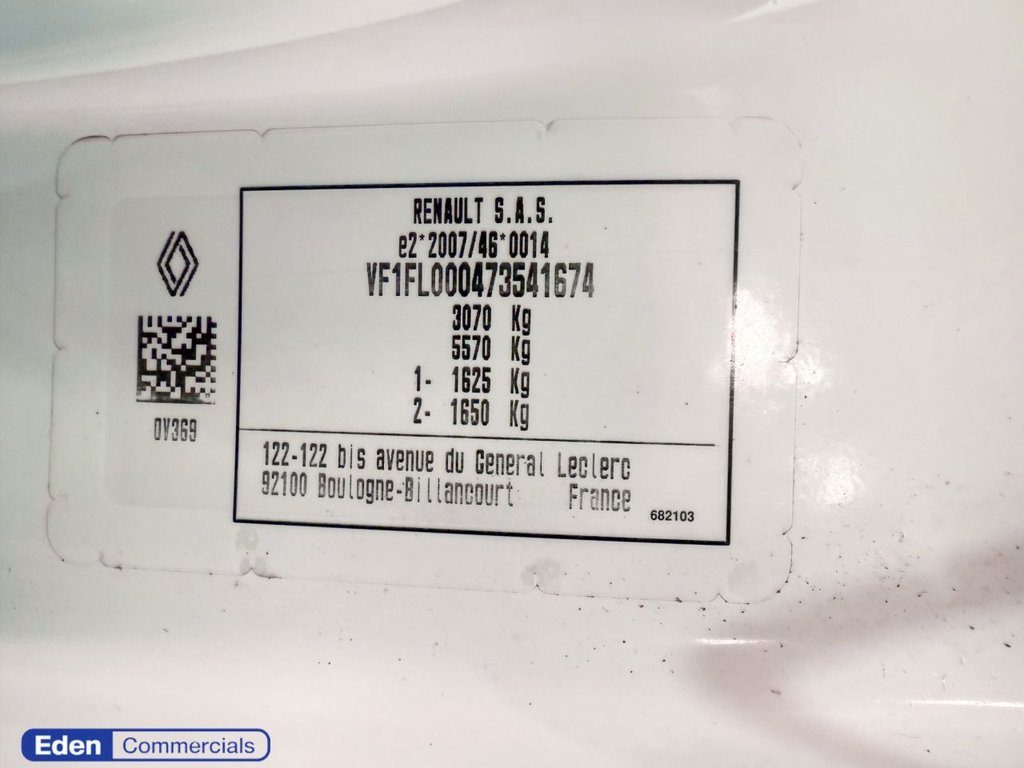 RENAULT S.A.S.
e2*2007/46*0014
VF1FL000473541674
3070 Kg
5570 Kg
1- 1625 Kg
2- 1650 Kg
0V369
122-122 bis avenue du General Leclerc
92100 Boulogne-Billancourt France
682103
Eden Commercials